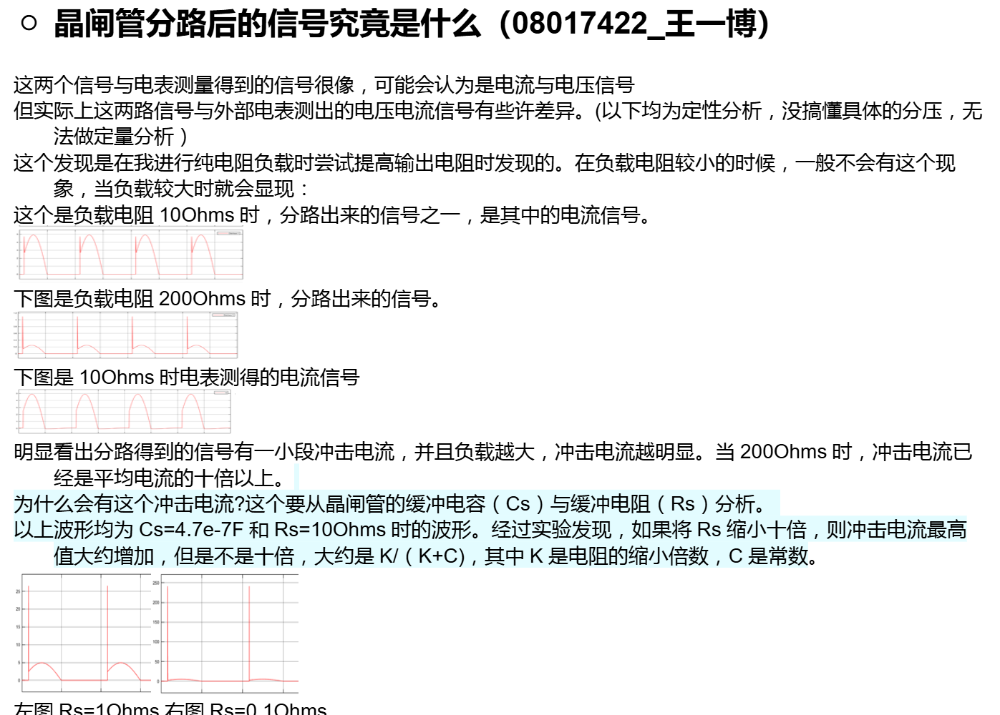 ○ 晶闸管分路后的信号究竟是什么（08017422_王一博）
这两个信号与电表测量得到的信号很像，可能会认为是电流与电压信号
但实际上这两路信号与外部电表测出的电压电流信号有些许差异。(以下均为定性分析，没搞懂具体的分压，无
法做定量分析 )
这个发现是在我进行纯电阻负载时尝试提高输出电阻时发现的。在负载电阻较小的时候，一般不会有这个现
象，当负载较大时就会显现：
这个是负载电阻 10Ohms 时，分路出来的信号之一，是其中的电流信号。
下图是负载电阻 200Ohms 时，分路出来的信号。
下图是 10Ohms 时电表测得的电流信号
明显看出分路得到的信号有一小段冲击电流，并且负载越大，冲击电流越明显。当 200Ohms 时，冲击电流已
经是平均电流的十倍以上。
为什么会有这个冲击电流?这个要从晶闸管的缓冲电容（Cs）与缓冲电阻（Rs）分析。
以上波形均为 Cs=4.7e-7F 和 Rs=10Ohms 时的波形。经过实验发现，如果将 Rs 缩小十倍，则冲击电流最高
值大约增加，但是不是十倍，大约是 K/（K+C)，其中 K 是电阻的缩小倍数，C 是常数。
25
20
15
10
5
0
250
200
150
100
50
0
左图 Rs=1Ohms 右图 Rs=0.1Ohms